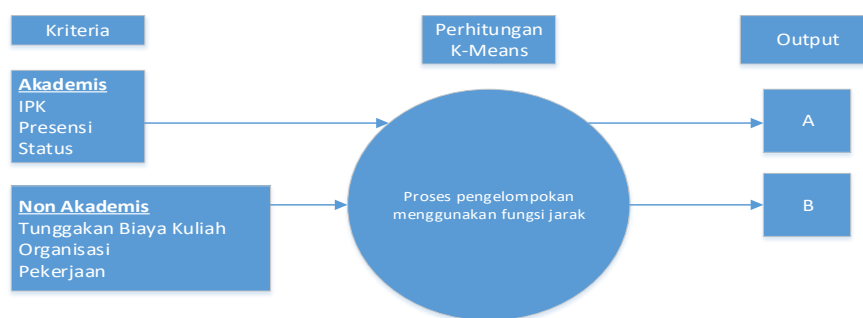 Kriteria
Perhitungan
K-Means
Output
Akademis
IPK
Presensi
Status
Non Akademis
Tunggakan Biaya Kuliah
Organisasi
Pekerjaan
Proses pengelompokan
menggunakan fungsi jarak
A
B